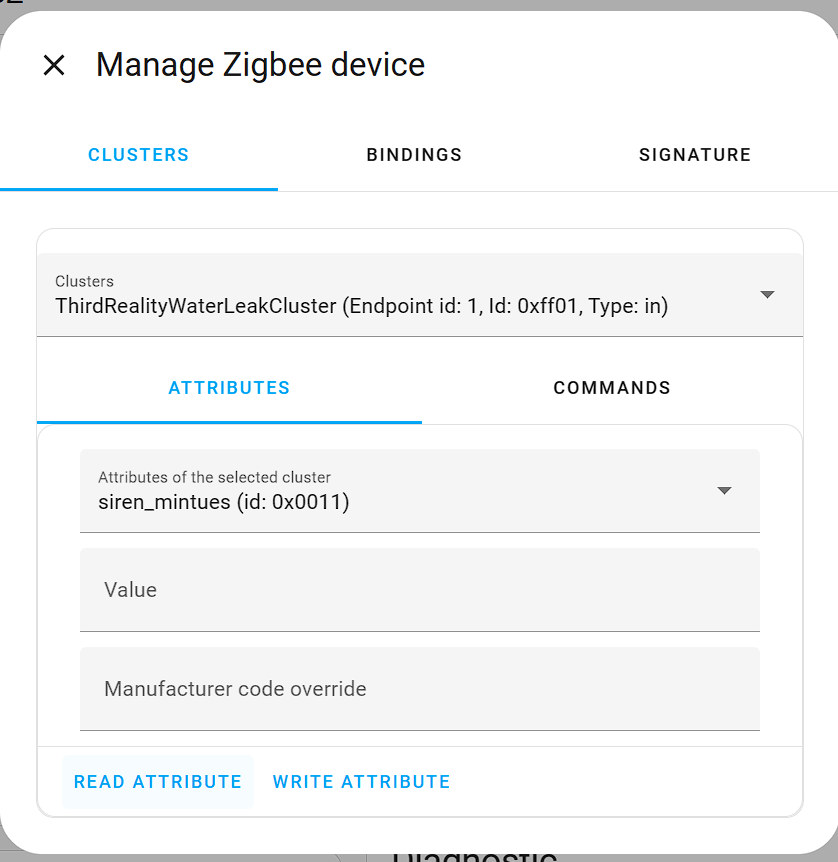 Manage Zigbee device
CLUSTERS
BINDINGS
SIGNATURE
Clusters
ThirdRealityWaterLeakCluster (Endpoint id: 1, Id: 0xff01, Type: in)
ATTRIBUTES
COMMANDS
Attributes of the selected cluster
siren_mintues (id: 0x0011)
Value
Manufacturer code override
READ ATTRIBUTE
WRITE ATTRIBUTE
Diagnostic